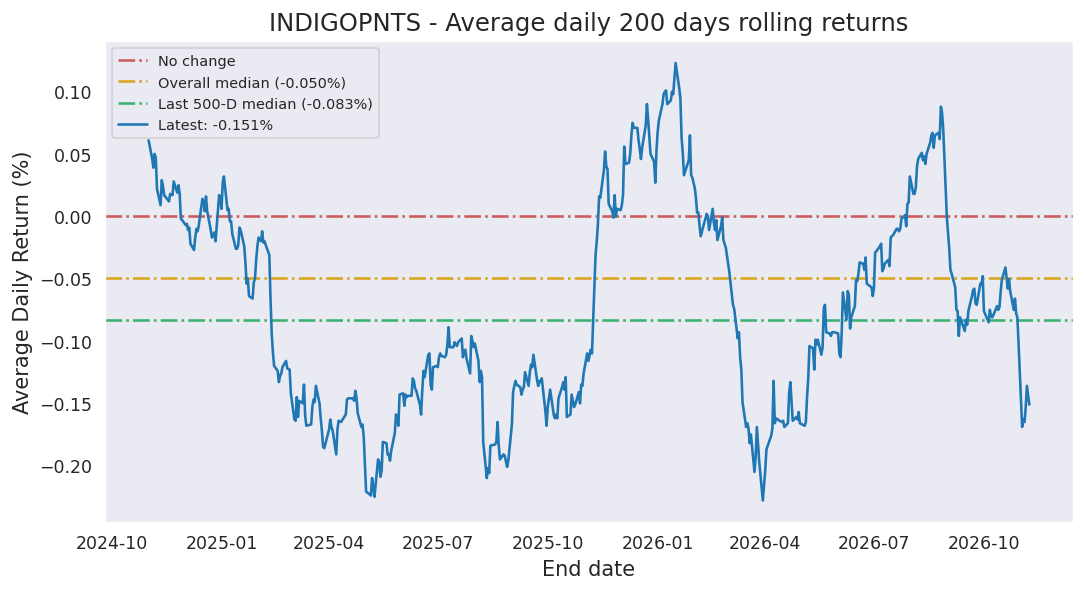 INDIGOPNTS - Average daily 200 days rolling returns
No change
Overall median (-0.050%)
Last 500-D median (-0.083%)
Latest: -0.151%
Average Daily Return (%)
0.10
0.05
0.00
−0.05
−0.10
−0.15
−0.20
2024-10 2025-01 2025-04 2025-07 2025-10 2026-01 2026-04 2026-07 2026-10
End date